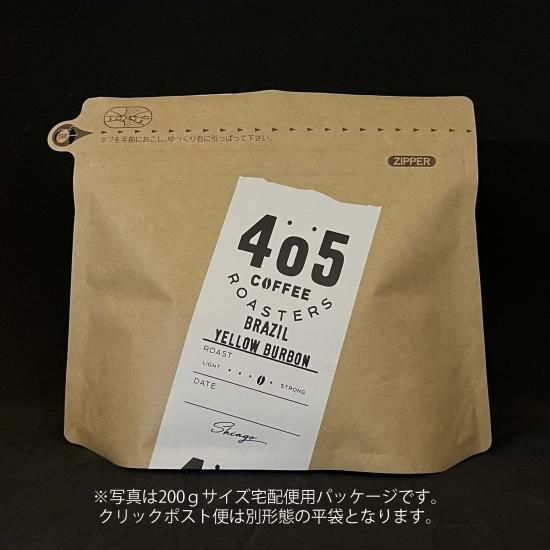 TAB
タブを手前におこし、ゆっくり右に引っぱって下さい。
ZIPPER
405
COFFEE
ROASTERS
BRAZIL
YELLOW BURBON
ROAST
LIGHT
STRONG
DATE
Shingo
※写真は200gサイズ宅配便用パッケージです。
クリックポスト便は別形態の平袋となります。